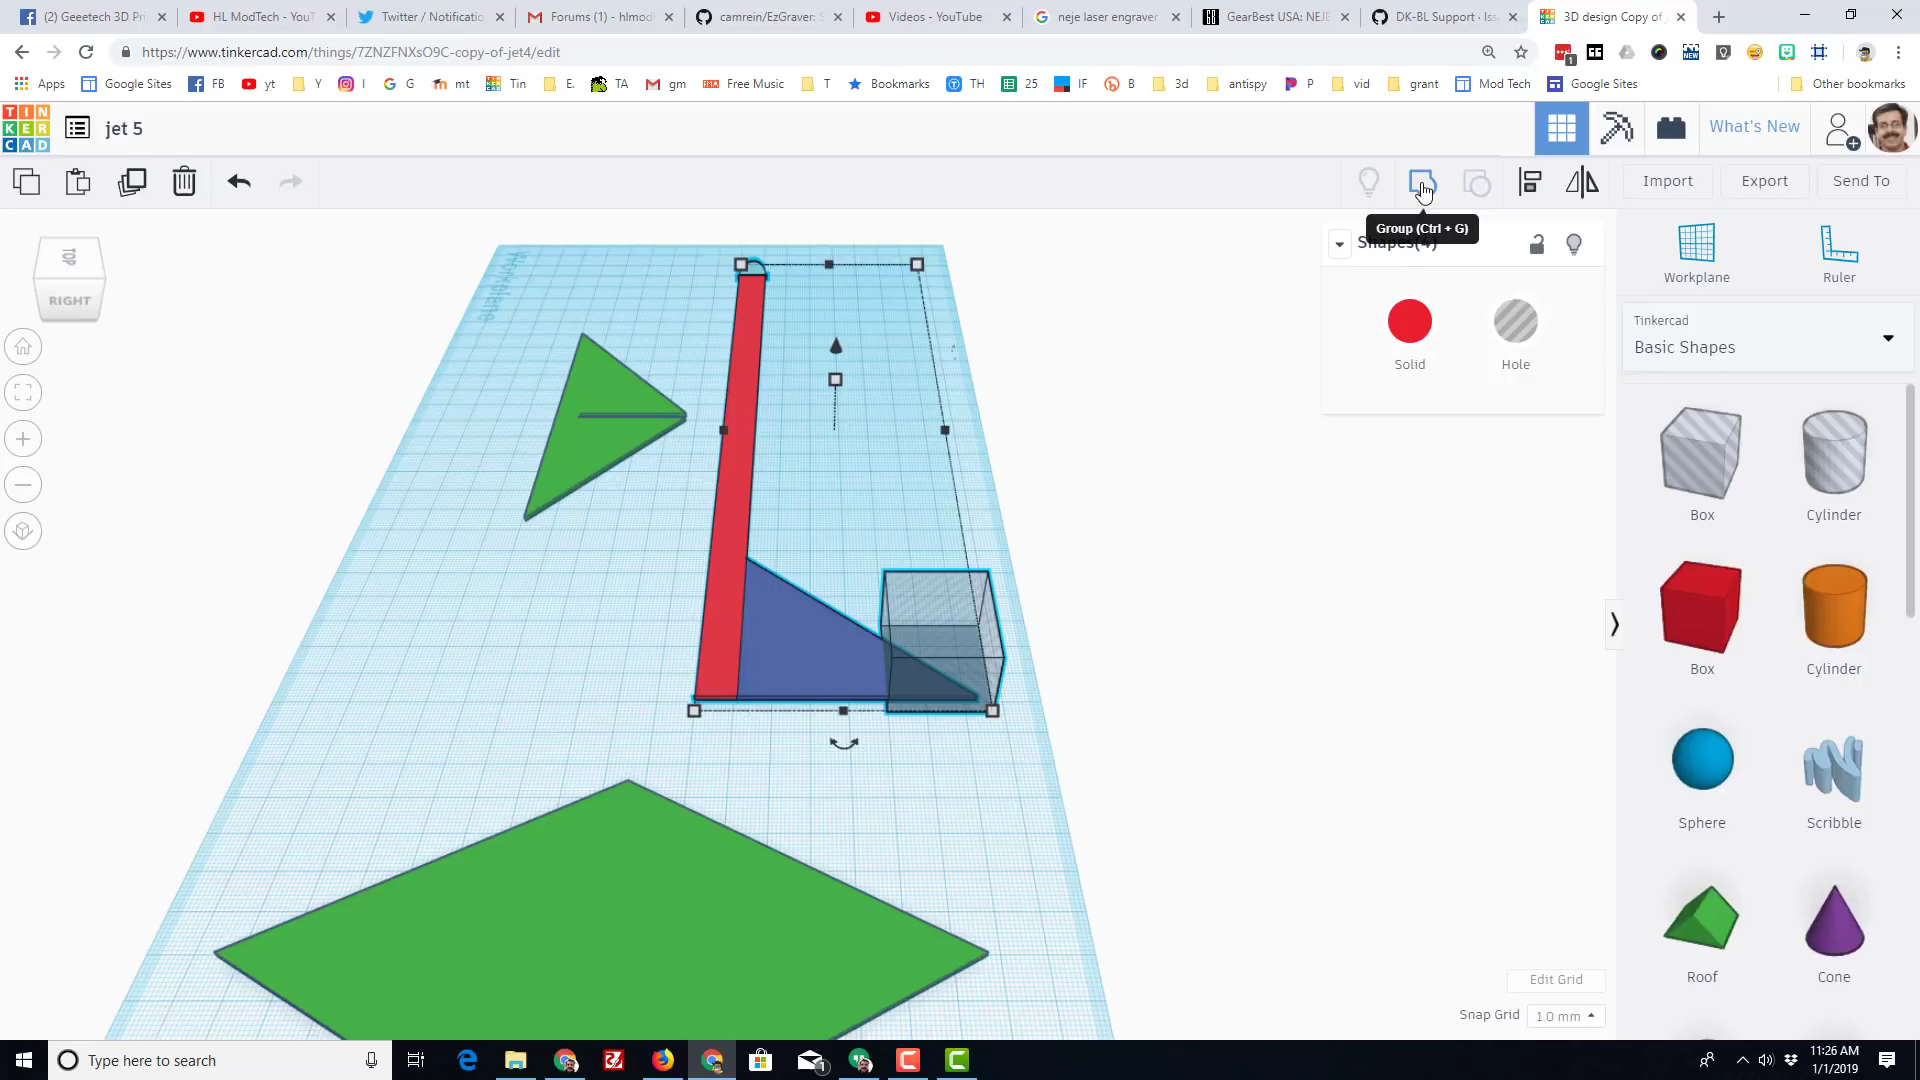 (2) Geeetech 3D Pri
HL ModTech - YouT
Twitter / Notificatio
Forums (1) - hlmod
camrein/EzGraver: S
Videos - YouTube
neje laser engraver
GearBest USA: NEJE
DK-BL Support · Iss
3D design Copy of
https://www.tinkercad.com/things/7ZNZFNXsO9C-copy-of-jet4/edit
Apps
Google Sites
FB
yt
Y
I
G
mt
Tin
E.
TA
gm
Free Music
T
Bookmarks
TH
25
IF
B
3d
antispy
P
vid
grant
Mod Tech
Google Sites
Other bookmarks
TIN
KER
CAD
jet 5
What's New
Import
Export
Send To
Group (Ctrl + G)
Shapes(4)
Solid
Hole
TOP
RIGHT
Workplane
Workplane
Ruler
Tinkercad
Basic Shapes
Box
Cylinder
Box
Cylinder
Sphere
Scribble
Roof
Cone
Edit Grid
Snap Grid
1.0 mm
Type here to search
11:26 AM
1/1/2019